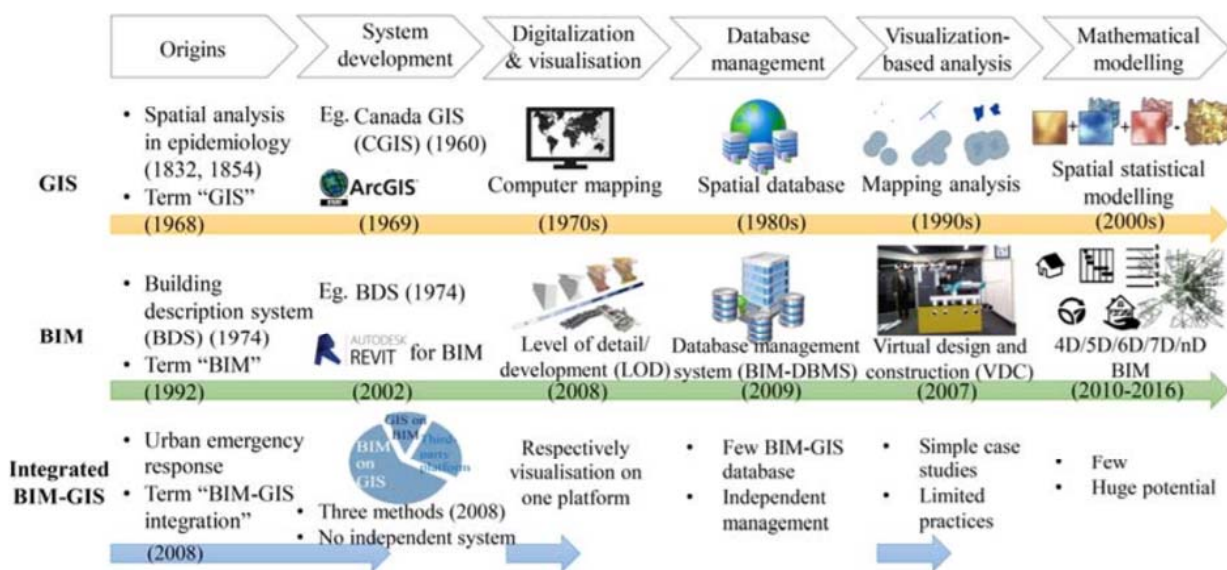 Origins
System
development
Digitalization
& visualisation
Database
management
Visualization-
based analysis
Mathematical
modelling
GIS
• Spatial analysis
in epidemiology
(1832, 1854)
• Term “GIS”
(1968)
Eg. Canada GIS
(CGIS) (1960)
ArcGIS
(1969)
Computer mapping
(1970s)
Spatial database
(1980s)
Mapping analysis
(1990s)
Spatial statistical
modelling
(2000s)
BIM
• Building
description system
(BDS) (1974)
• Term “BIM”
(1992)
Eg. BDS (1974)
AUTODESK
REVIT for BIM
(2002)
Level of detail/
development (LOD)
(2008)
Database management
system (BIM-DBMS)
(2009)
Virtual design and
construction (VDC)
(2007)
4D/5D/6D/7D/nD
BIM
(2010-2016)
Integrated
BIM-GIS
• Urban emergency
response
• Term “BIM-GIS
integration”
(2008)
GIS on
BIM
Third-
party
platform
BIM
on
GIS
• Three methods (2008)
• No independent system
Respectively
visualisation on
one platform
• Few BIM-GIS
database
• Independent
management
• Simple case
studies
• Limited
practices
• Few
• Huge potential